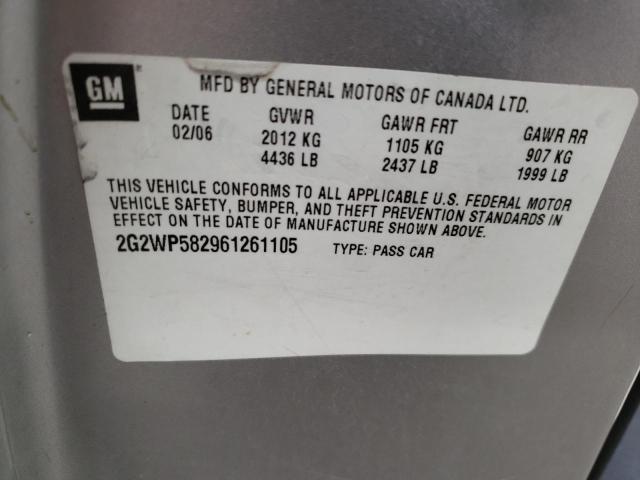 GM
MFD BY GENERAL MOTORS OF CANADA LTD.
DATE GVWR GAWR FRT GAWR RR
02/06 2012 KG 1105 KG 907 KG
4436 LB 2437 LB 1999 LB
THIS VEHICLE CONFORMS TO ALL APPLICABLE U.S. FEDERAL MOTOR
VEHICLE SAFETY, BUMPER, AND THEFT PREVENTION STANDARDS IN
EFFECT ON THE DATE OF MANUFACTURE SHOWN ABOVE.
2G2WP582961261105 TYPE: PASS CAR